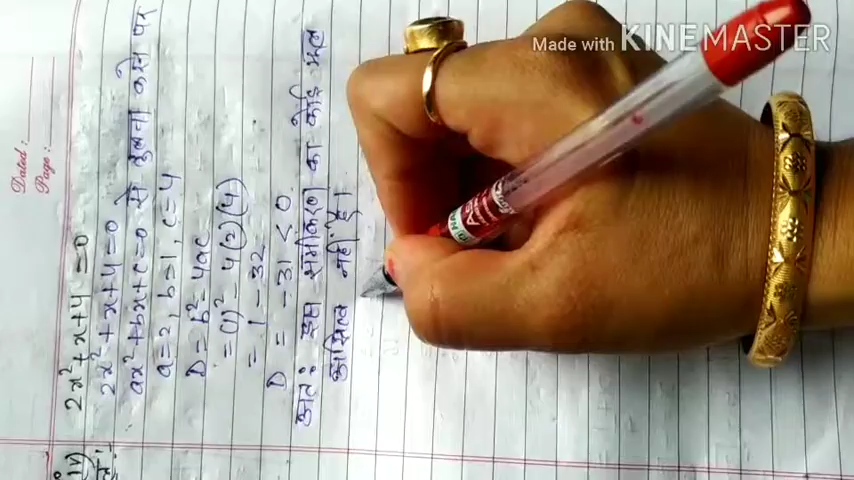 Dated:
Page:
(iv) 2x² + x + 4 = 0
हल: 2x² + x + 4 = 0
ax² + bx + c = 0 से तुलना करने पर
a = 2, b = 1, c = 4
D = b² - 4ac
= (1)² - 4(2)(4)
= 1 - 32
D = -31 < 0
अतः इस समीकरण का कोई मूल
अस्तित्व नहीं है।
Made with KINEMASTER